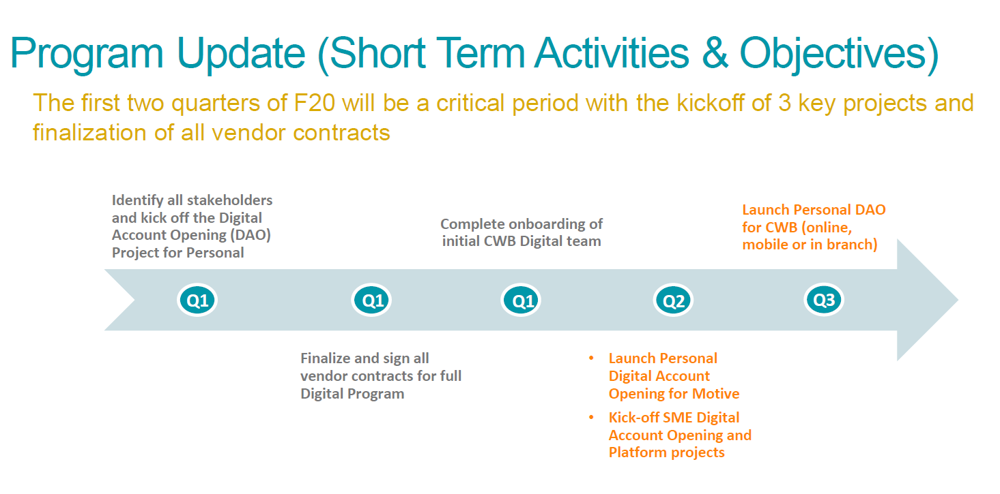 Program Update (Short Term Activities & Objectives)
The first two quarters of F20 will be a critical period with the kickoff of 3 key projects and
finalization of all vendor contracts
Identify all stakeholders
and kick off the Digital
Account Opening (DAO)
Project for Personal
Complete onboarding of
initial CWB Digital team
Launch Personal DAO
for CWB (online,
mobile or in branch)
Q1
Q1
Q1
Q2
Q3
Finalize and sign all
vendor contracts for full
Digital Program
• Launch Personal
Digital Account
Opening for Motive
• Kick-off SME Digital
Account Opening and
Platform projects